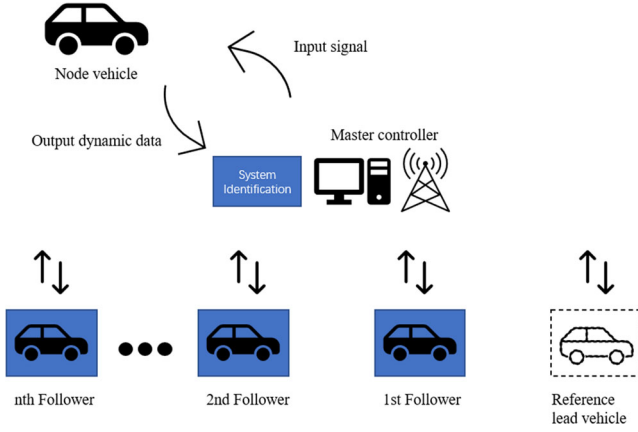 Input signal
Node vehicle
Output dynamic data
Master controller
System
Identification
nth Follower
2nd Follower
1st Follower
Reference
lead vehicle